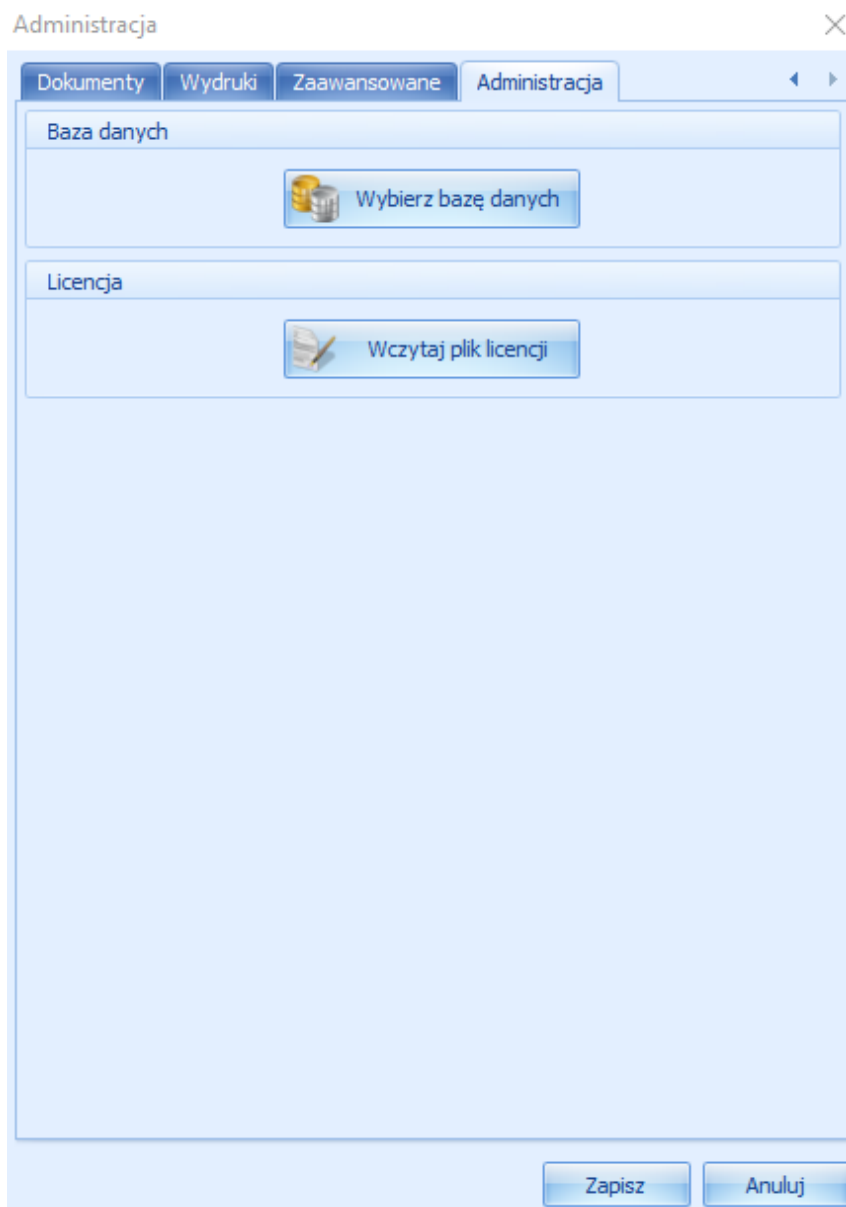 Administracja
Dokumenty Wydruki Zaawansowane Administracja
Baza danych
Wybierz bazę danych
Licencja
Wczytaj plik licencji
Zapisz Anuluj